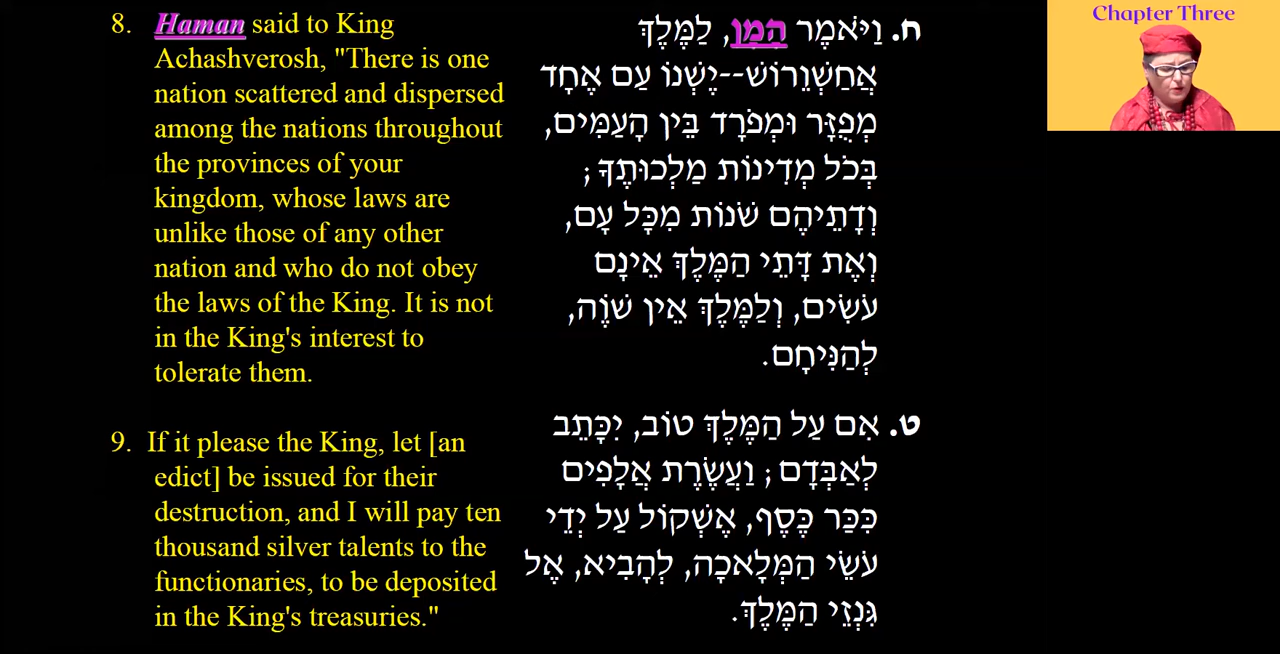 Chapter Three
8. Haman said to King
Achashverosh, "There is one
nation scattered and dispersed
among the nations throughout
the provinces of your
kingdom, whose laws are
unlike those of any other
nation and who do not obey
the laws of the King. It is not
in the King's interest to
tolerate them.
9. If it please the King, let [an
edict] be issued for their
destruction, and I will pay ten
thousand silver talents to the
functionaries, to be deposited
in the King's treasuries."
ח. וַיֹּאמֶר הָמָן, לַמֶּלֶךְ
אֲחַשְׁוֵרוֹשׁ--יֶשְׁנוֹ עַם אֶחָד
מְפֻזָּר וּמְפֹרָד בֵּין הָעַמִּים,
בְּכֹל מְדִינוֹת מַלְכוּתֶךָ;
וְדָתֵיהֶם שֹׁנוֹת מִכָּל עָם,
וְאֶת דָּתֵי הַמֶּלֶךְ אֵינָם
עֹשִׂים, וְלַמֶּלֶךְ אֵין שֹׁוֶה,
לְהַנִּיחָם.
ט. אִם עַל הַמֶּלֶךְ טוֹב, יִכָּתֵב
לְאַבְּדָם; וַעֲשֶׂרֶת אֲלָפִים
כִּכַּר כֶּסֶף, אֶשְׁקוֹל עַל יְדֵי
עֹשֵׂי הַמְּלָאכָה, לְהָבִיא, אֶל
גִּנְזֵי הַמֶּלֶךְ.